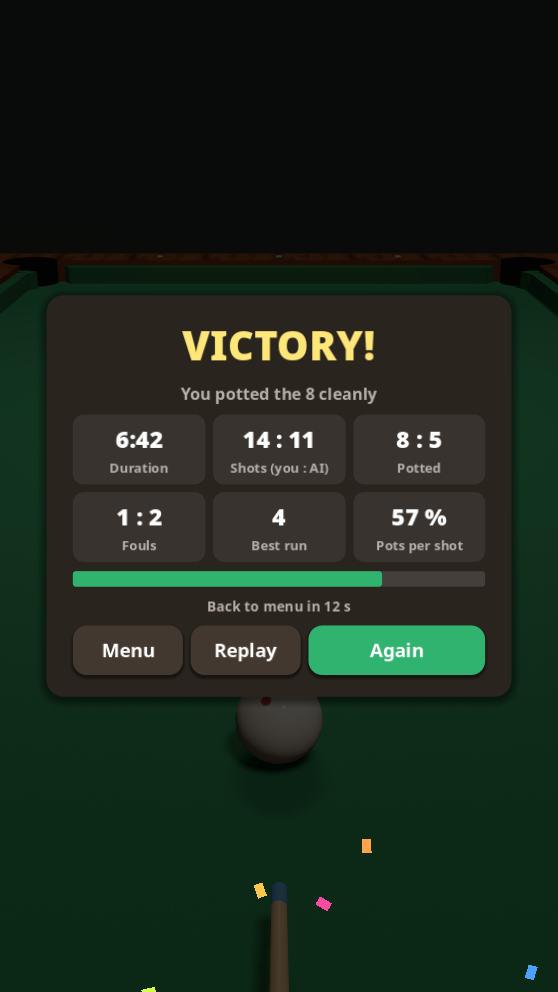 VICTORY!
You potted the 8 cleanly
6:42
Duration
14 : 11
Shots (you : AI)
8 : 5
Potted
1 : 2
Fouls
4
Best run
57 %
Pots per shot
Back to menu in 12 s
Menu
Replay
Again